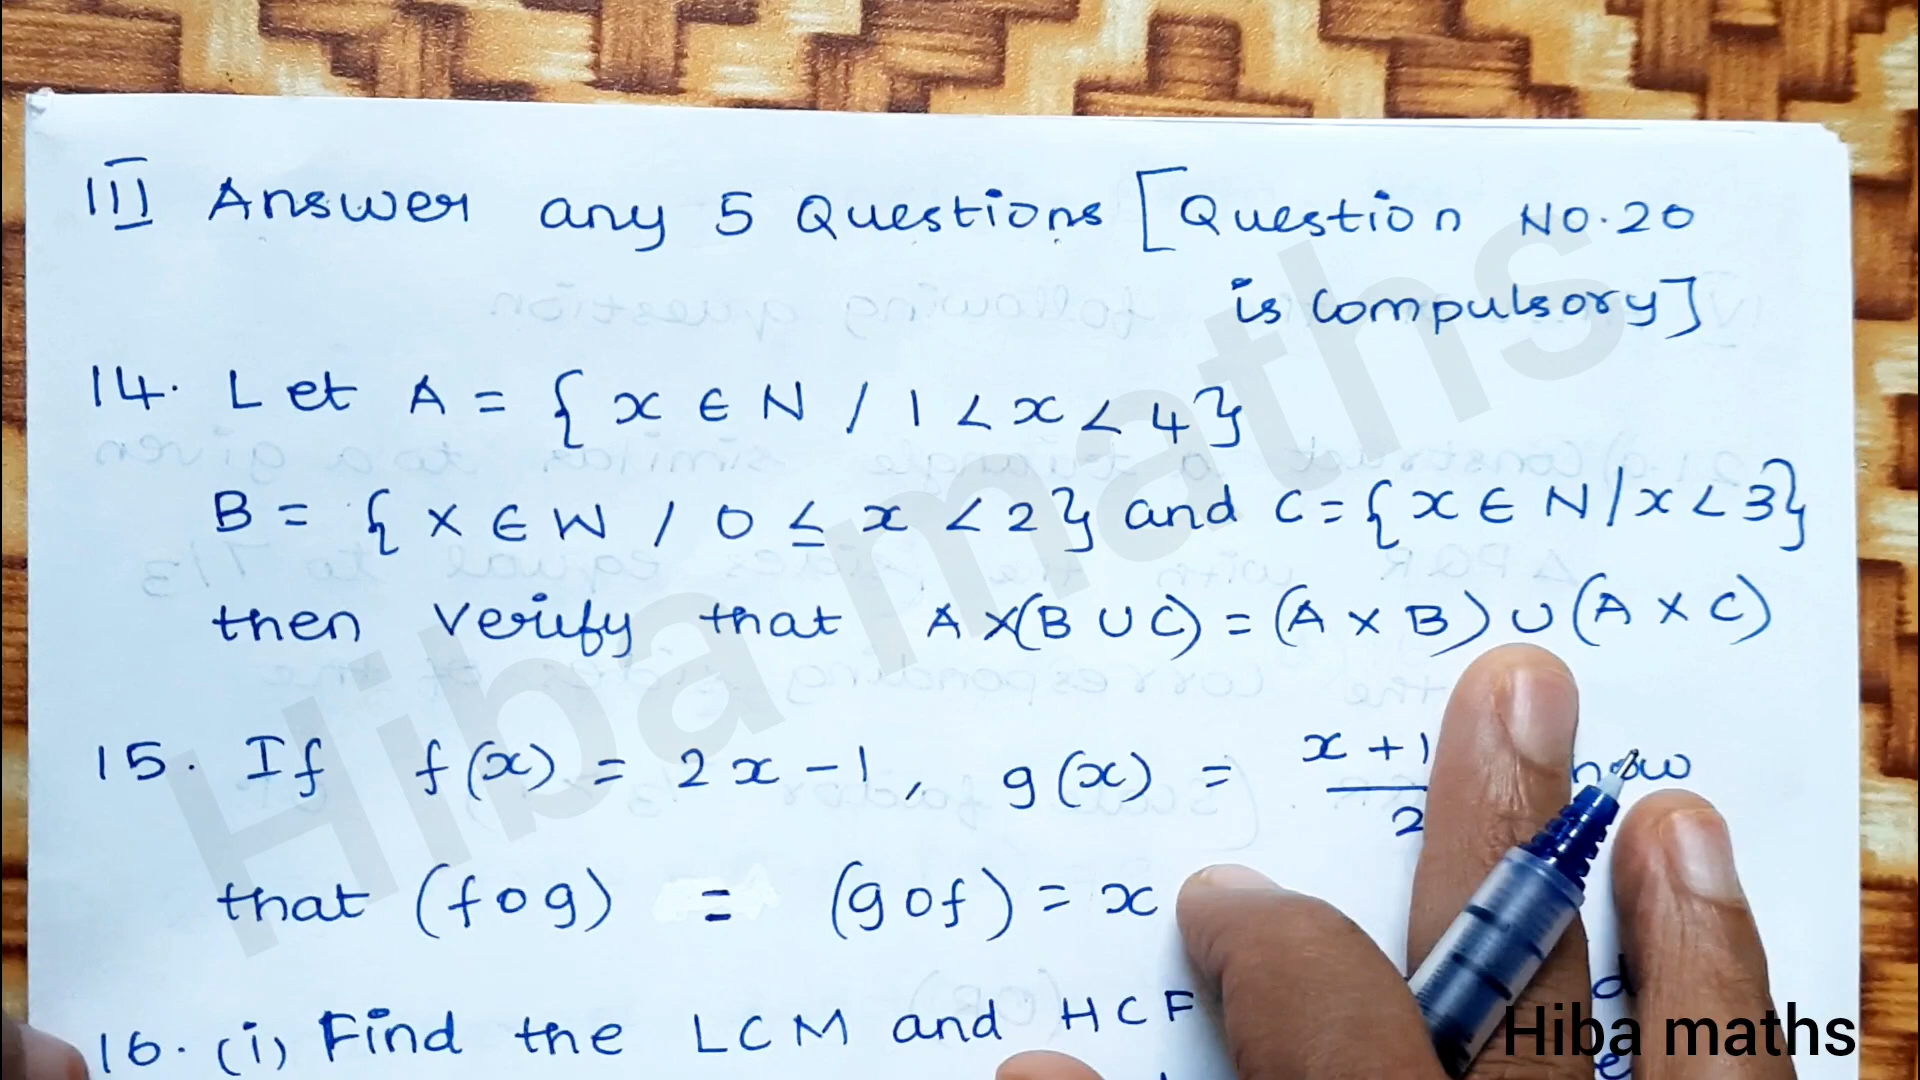 III Answer any 5 Questions [Question No.20
is compulsory]
14. Let A = { x ∈ N / 1 < x < 4}
B = { x ∈ W / 0 ≤ x < 2} and C = {x ∈ N / x < 3}
then verify that A x (B ∪ C) = (A x B) ∪ (A x C)
15. If f(x) = 2x - 1, g(x) = x + 1 / 2
that (fog) = (gof) = x
16. (i) Find the LCM and HCF
Hiba maths
Hiba maths